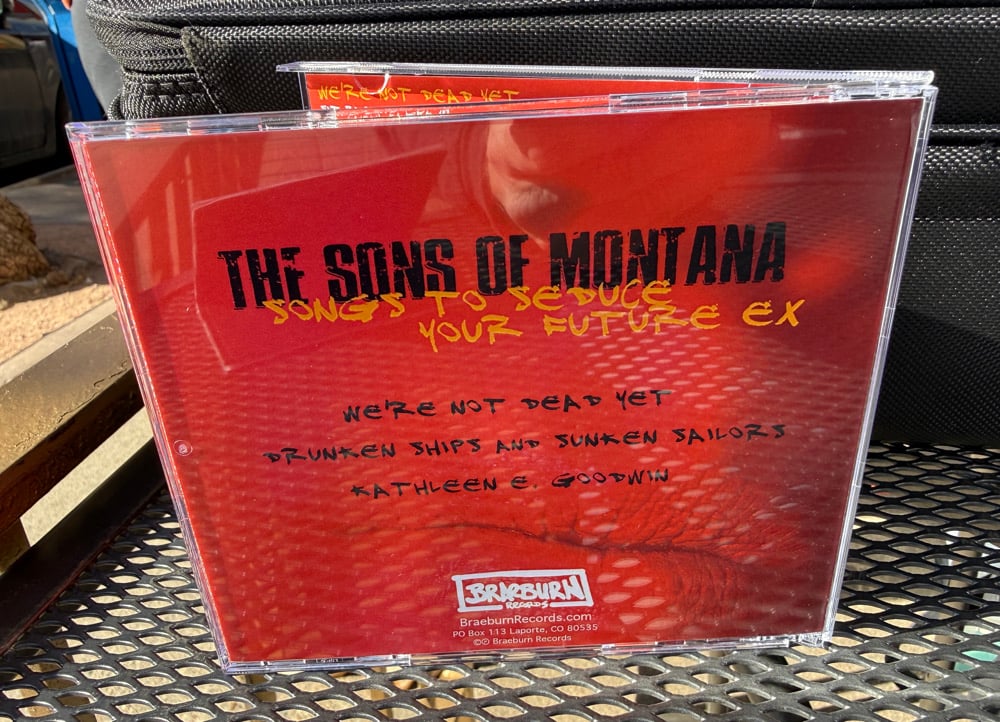 WE'RE NOT DEAD YET
THE SONS OF MONTANA
SONGS TO SEDUCE
YOUR FUTURE EX
WE'RE NOT DEAD YET
DRUNKEN SHIPS AND SUNKEN SAILORS
KATHLEEN E. GOODWIN
BRAEBURN
RECORDS
BraeburnRecords.com
PO Box 113 Laporte, CO 80535
©℗ Braeburn Records